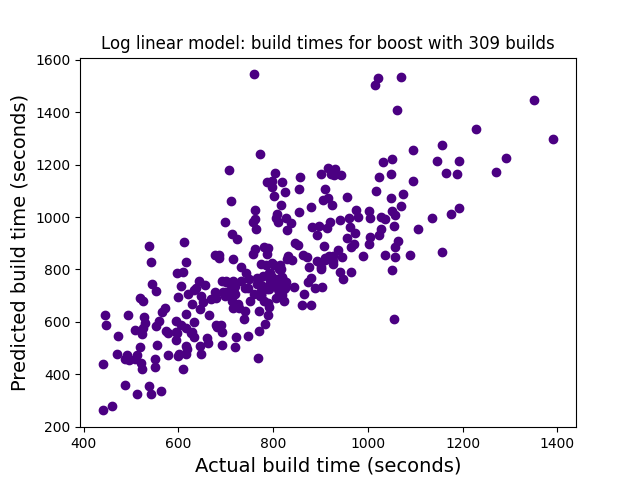 Log linear model: build times for boost with 309 builds
Predicted build time (seconds)
1600
1400
1200
1000
800
600
400
200
400 600 800 1000 1200 1400
Actual build time (seconds)